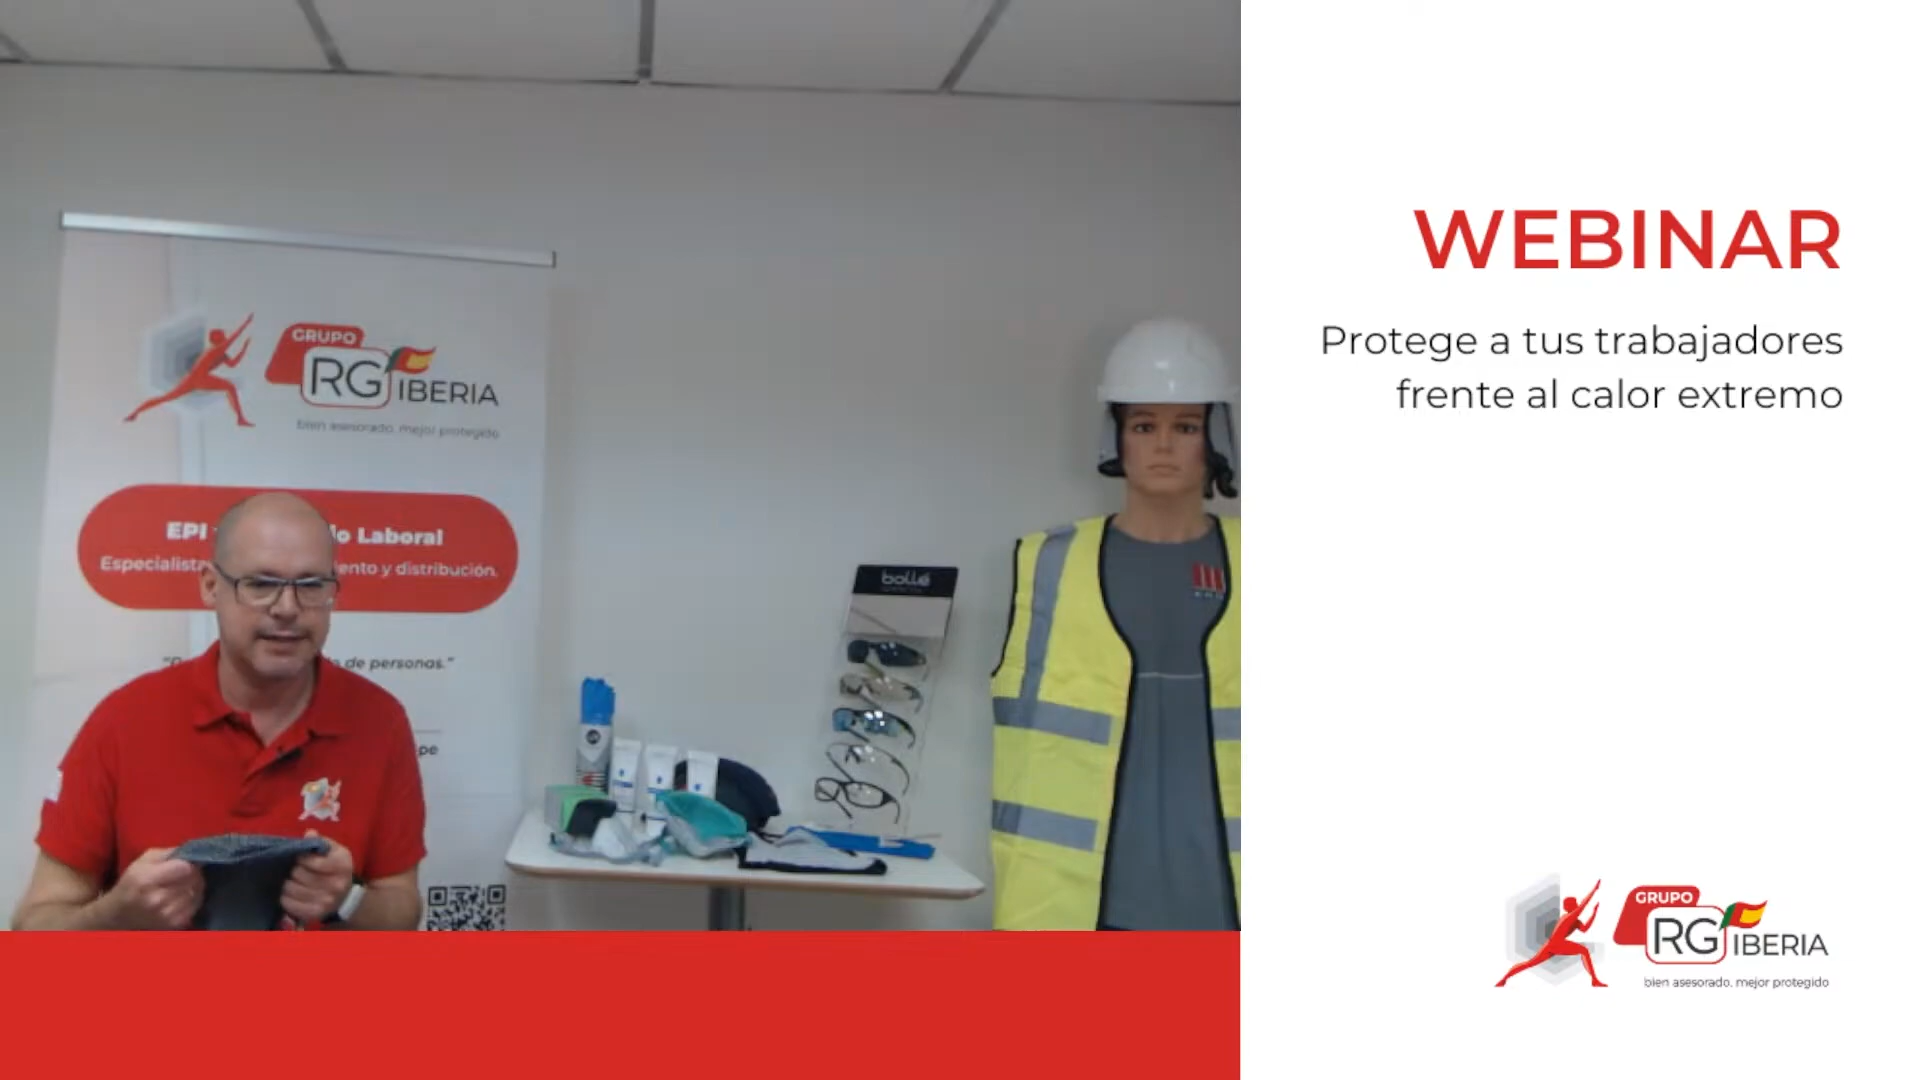 GRUPO
RG
IBERIA
bien asesorado, mejor protegido
EPI
lo Laboral
Especialista
ento y distribución.
de personas.”
bollé
WEBINAR
Protege a tus trabajadores
frente al calor extremo
GRUPO
RG
IBERIA
bien asesorado, mejor protegido